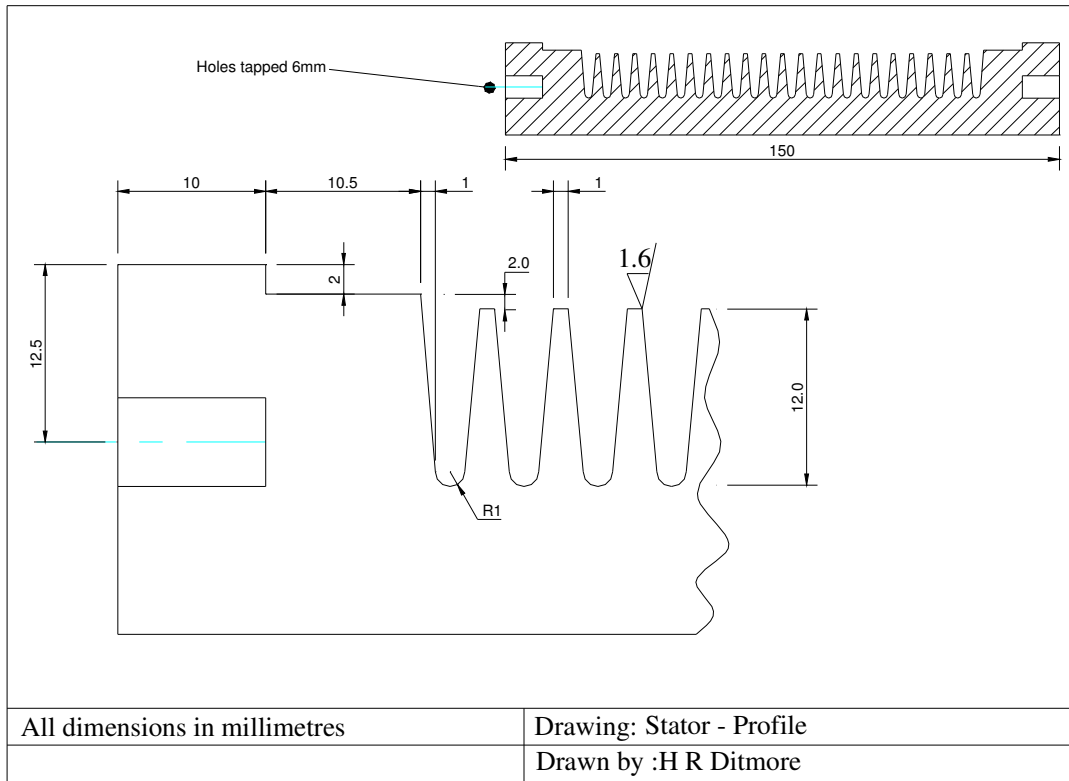 Holes tapped 6mm
150
10
10.5
1
1
2
2.0
1.6
12.5
12.0
R1
All dimensions in millimetres
Drawing: Stator - Profile
Drawn by :H R Ditmore